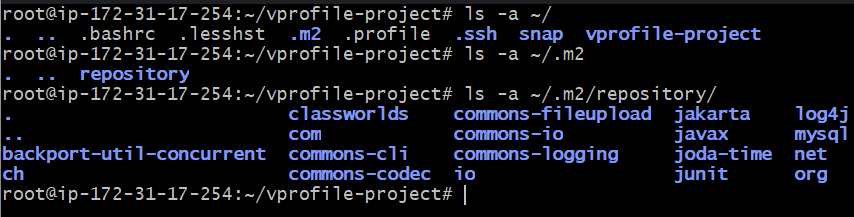 root@ip-172-31-17-254:~/vprofile-project# ls -a ~/
.  ..  .bashrc  .lesshst  .m2  .profile  .ssh  snap  vprofile-project
root@ip-172-31-17-254:~/vprofile-project# ls -a ~/.m2
.  ..  repository
root@ip-172-31-17-254:~/vprofile-project# ls -a ~/.m2/repository/
.                         classworlds    commons-fileupload  jakarta    log4j
..                        com            commons-io          javax      mysql
backport-util-concurrent  commons-cli    commons-logging     joda-time  net
ch                        commons-codec  io                  junit      org
root@ip-172-31-17-254:~/vprofile-project#